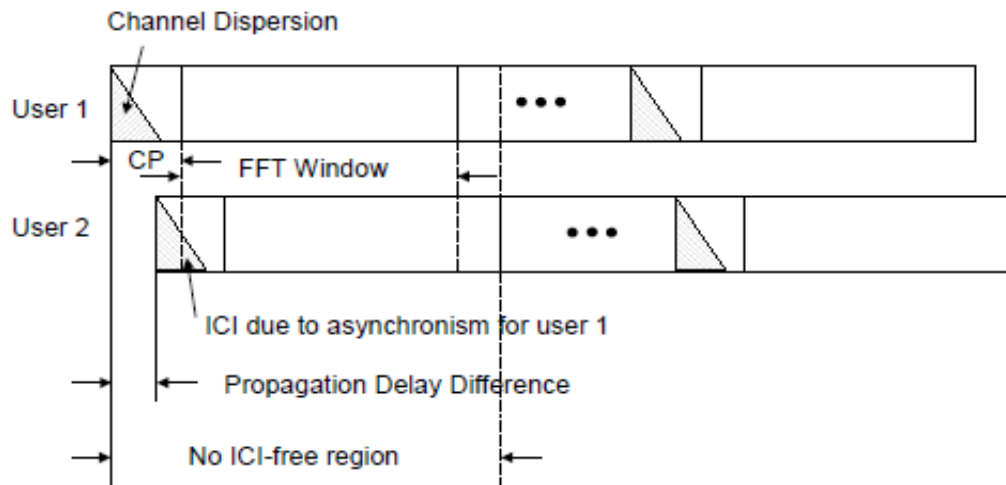 Channel Dispersion
User 1
CP
FFT Window
User 2
ICI due to asynchronism for user 1
Propagation Delay Difference
No ICI-free region